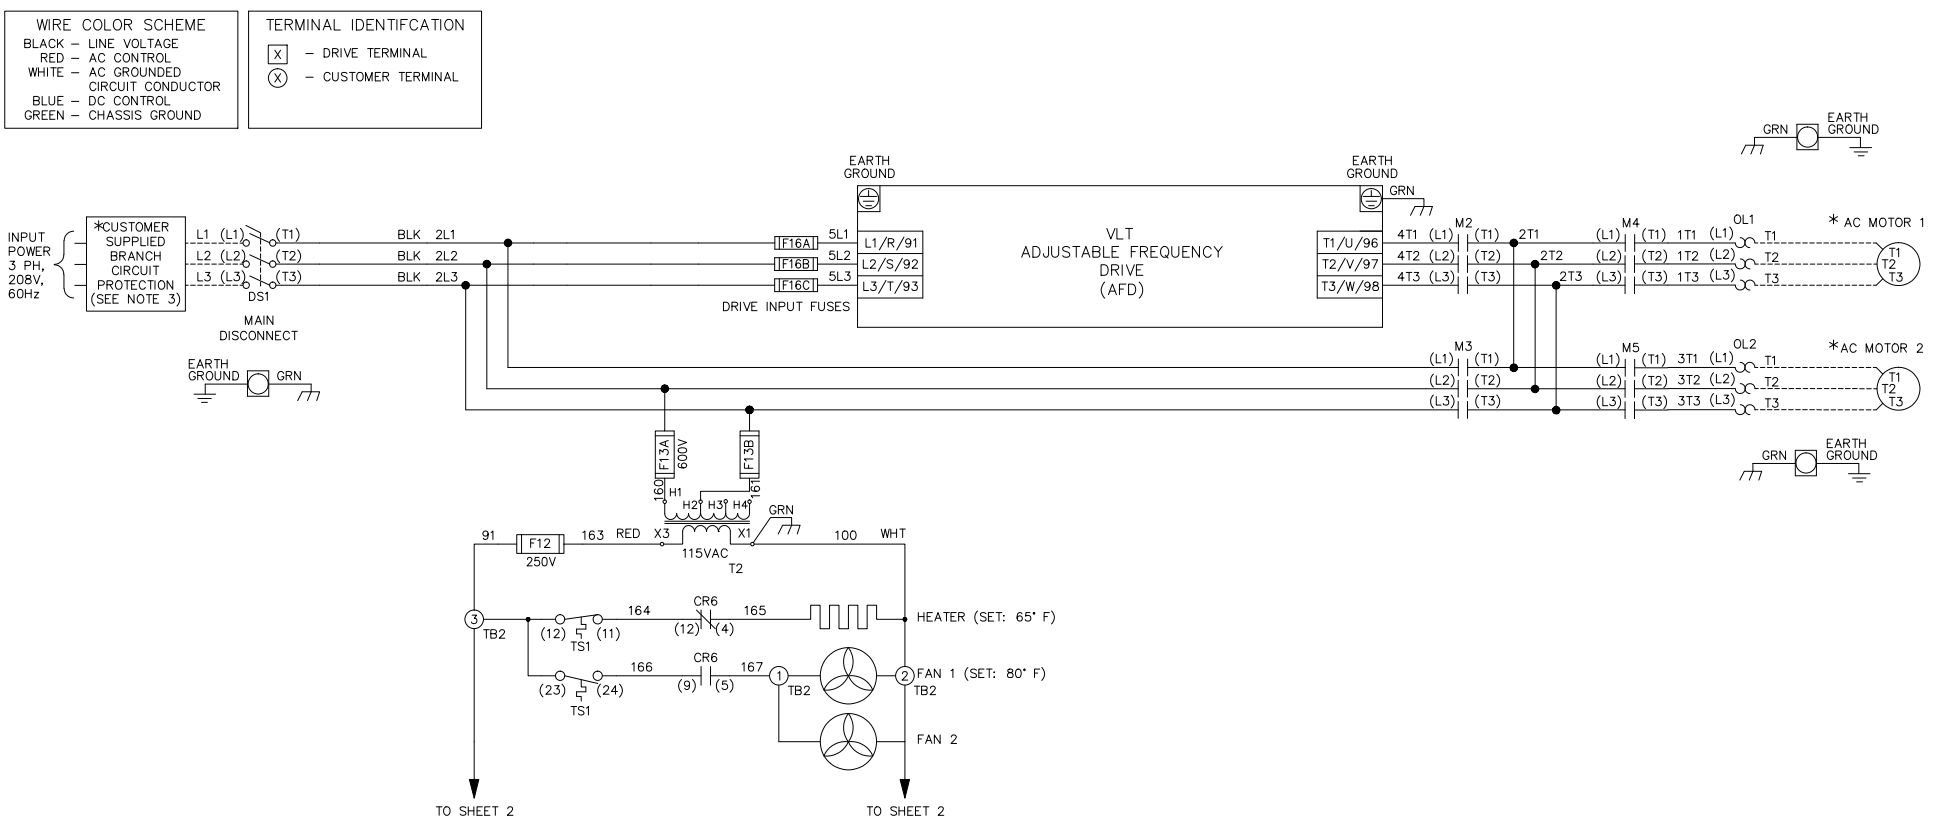 WIRE COLOR SCHEME
BLACK – LINE VOLTAGE
RED – AC CONTROL
WHITE – AC GROUNDED
CIRCUIT CONDUCTOR
BLUE – DC CONTROL
GREEN – CHASSIS GROUND
TERMINAL IDENTIFCATION
X – DRIVE TERMINAL
X – CUSTOMER TERMINAL
EARTH
GROUND
GRN
EARTH
GROUND
EARTH
GROUND
GRN
INPUT
POWER
3 PH,
208V,
60Hz
*CUSTOMER
SUPPLIED
BRANCH
CIRCUIT
PROTECTION
(SEE NOTE 3)
L1 (L1) (T1) BLK 2L1 F16A 5L1 L1/R/91
L2 (L2) (T2) BLK 2L2 F16B 5L2 L2/S/92
L3 (L3) (T3) BLK 2L3 F16C 5L3 L3/T/93
DS1
MAIN
DISCONNECT
DRIVE INPUT FUSES
VLT
ADJUSTABLE FREQUENCY
DRIVE
(AFD)
M2 M4 OL1 * AC MOTOR 1
T1/U/96 4T1 (L1) (T1) 2T1 (L1) (T1) 1T1 (L1) T1 T1
T2/V/97 4T2 (L2) (T2) 2T2 (L2) (T2) 1T2 (L2) T2 T2
T3/W/98 4T3 (L3) (T3) 2T3 (L3) (T3) 1T3 (L3) T3 T3
EARTH
GROUND
GRN
M3 M5 OL2 * AC MOTOR 2
(L1) (T1) (L1) (T1) 3T1 (L1) T1 T1
(L2) (T2) (L2) (T2) 3T2 (L2) T2 T2
(L3) (T3) (L3) (T3) 3T3 (L3) T3 T3
EARTH
GROUND
GRN
F13A
600V
F13B
160
161
H1 H2 H3 H4
GRN
91 F12 163 RED X3 X1 100 WHT
250V
115VAC
T2
CR6
3 164 165 HEATER (SET: 65° F)
TB2 (12) (11) (12) (4)
TS1
CR6
166 167 1 2 FAN 1 (SET: 80° F)
(23) (24) (9) (5) TB2 TB2
TS1
FAN 2
TO SHEET 2
TO SHEET 2